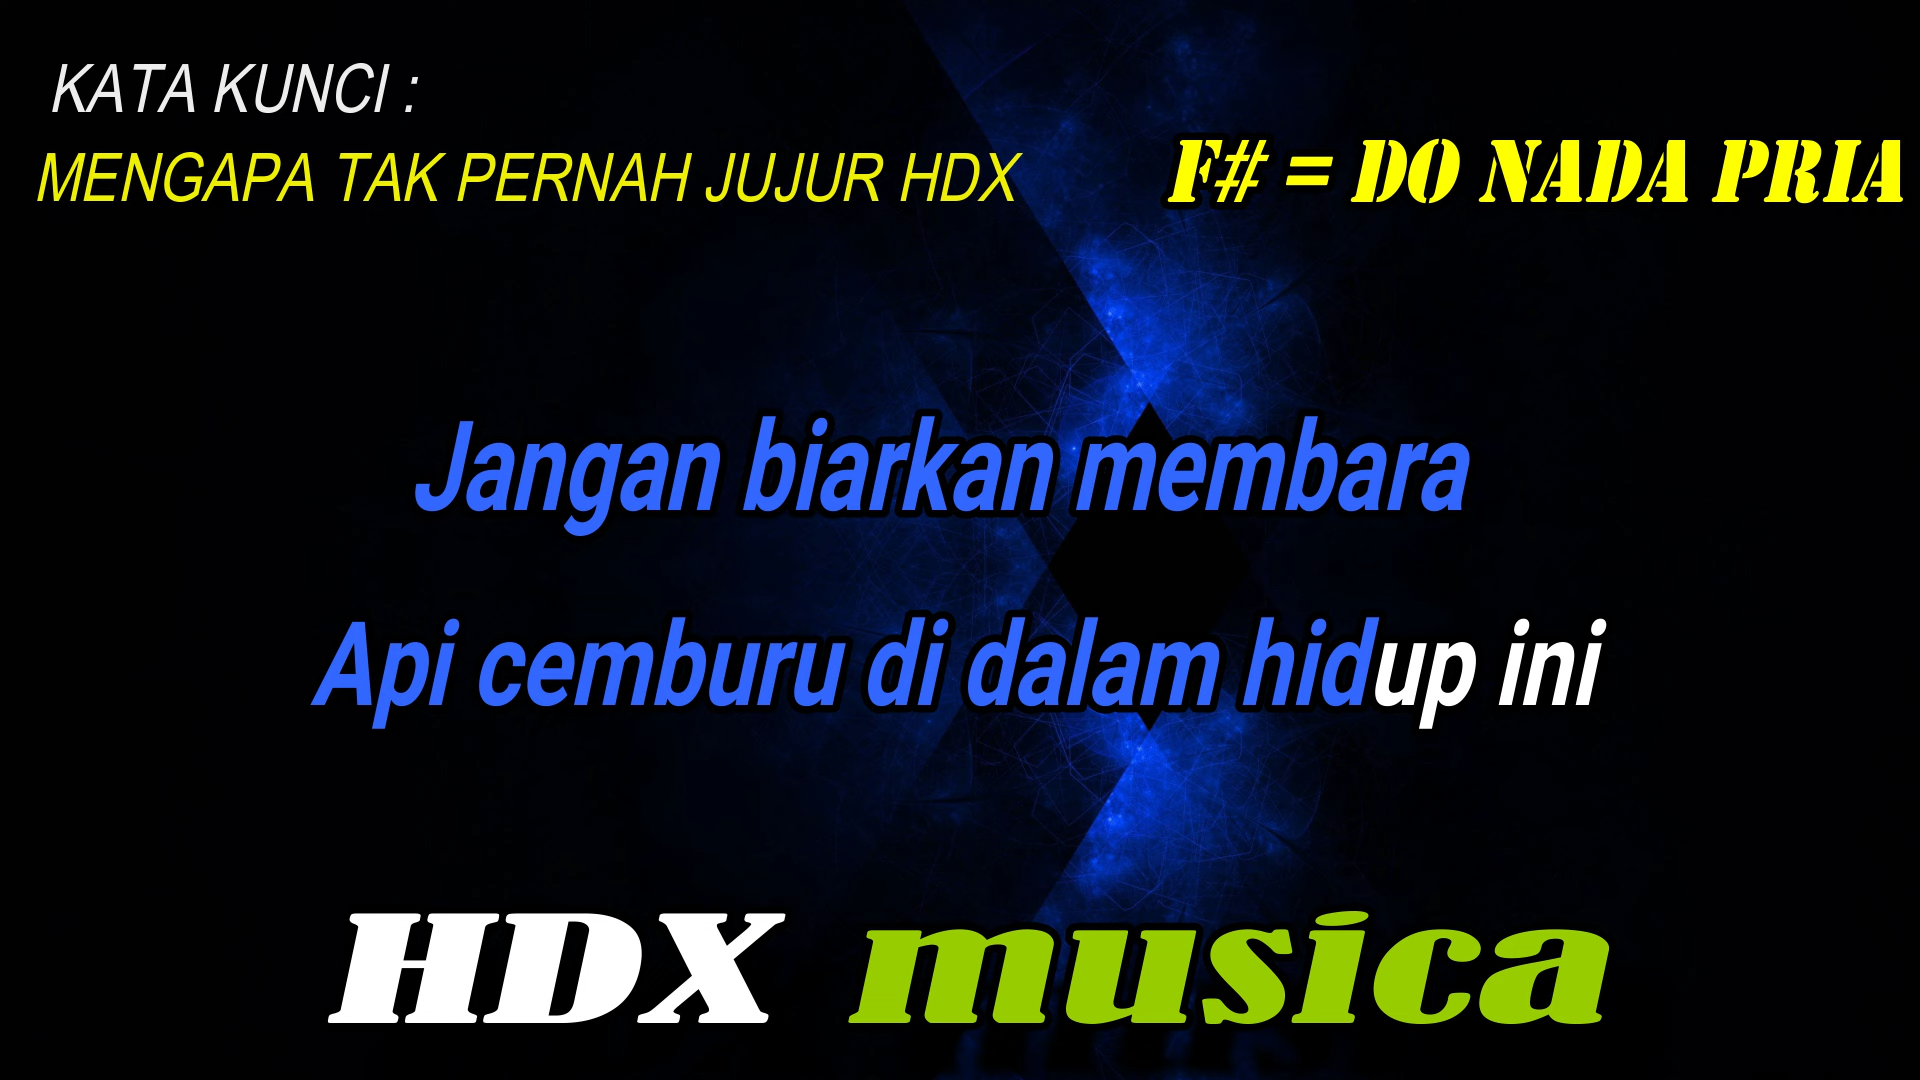 KATA KUNCI :
MENGAPA TAK PERNAH JUJUR HDX
F# = DO NADA PRIA
Jangan biarkan membara
Api cemburu di dalam hidup ini
HDX musica